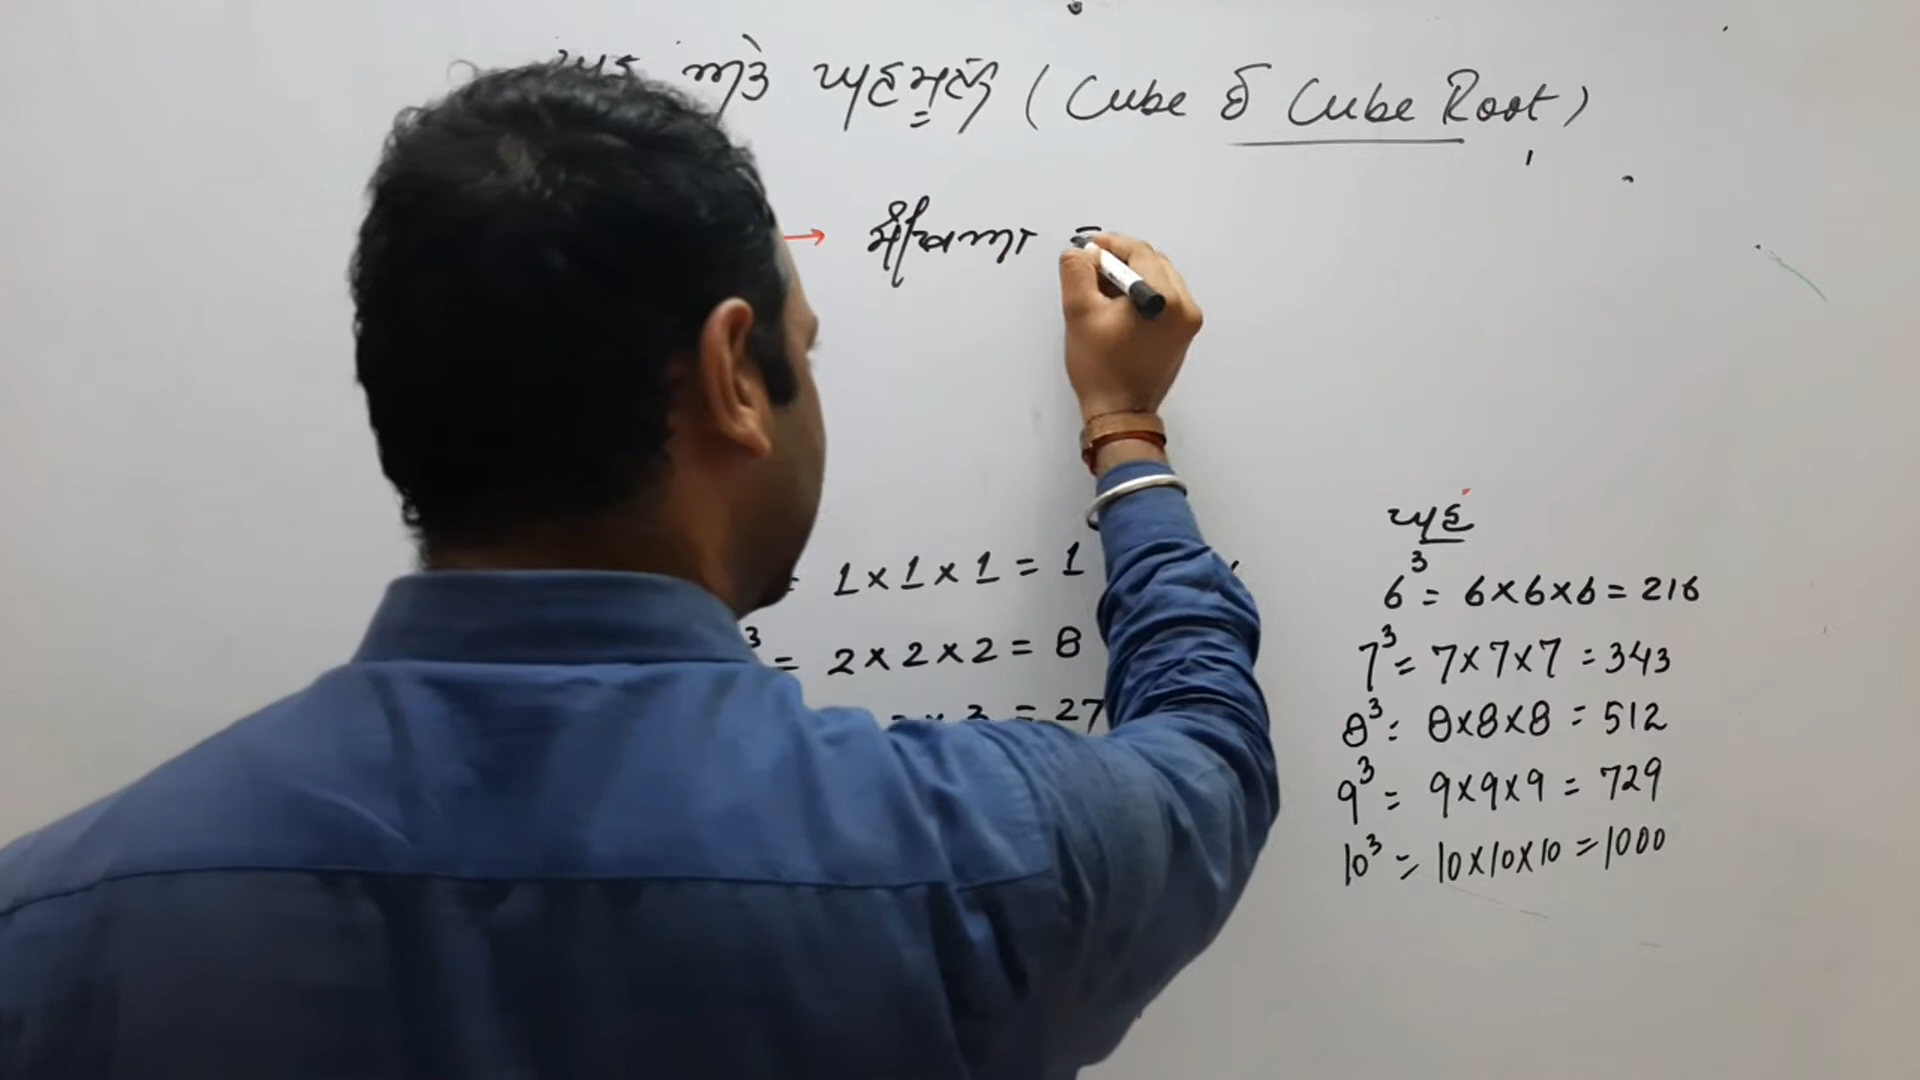 ਅਤੇ ਘਣਮੂਲ (Cube & Cube Root)
→ ਸੰਖਿਆ =
= 1×1×1 = 1
³ = 2×2×2 = 8
× 3 = 27
ਘਣ
6³ = 6×6×6 = 216
7³ = 7×7×7 = 343
8³ = 8×8×8 = 512
9³ = 9×9×9 = 729
10³ = 10×10×10 = 1000